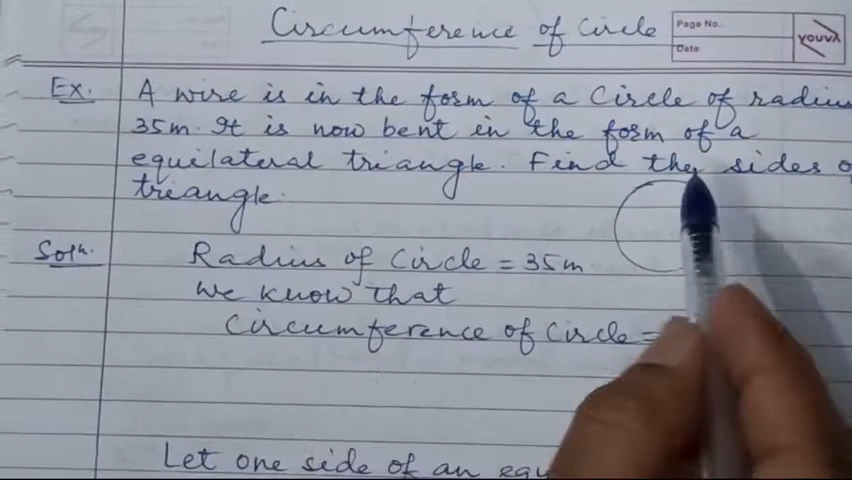 Circumference of Circle
Page No.
Date
youva
Ex. A wire is in the form of a Circle of radius
35m. It is now bent in the form of a
equilateral triangle. Find the sides
triangle.
Soln. Radius of Circle = 35m
we know that
Circumference of Circle =
Let one side of an